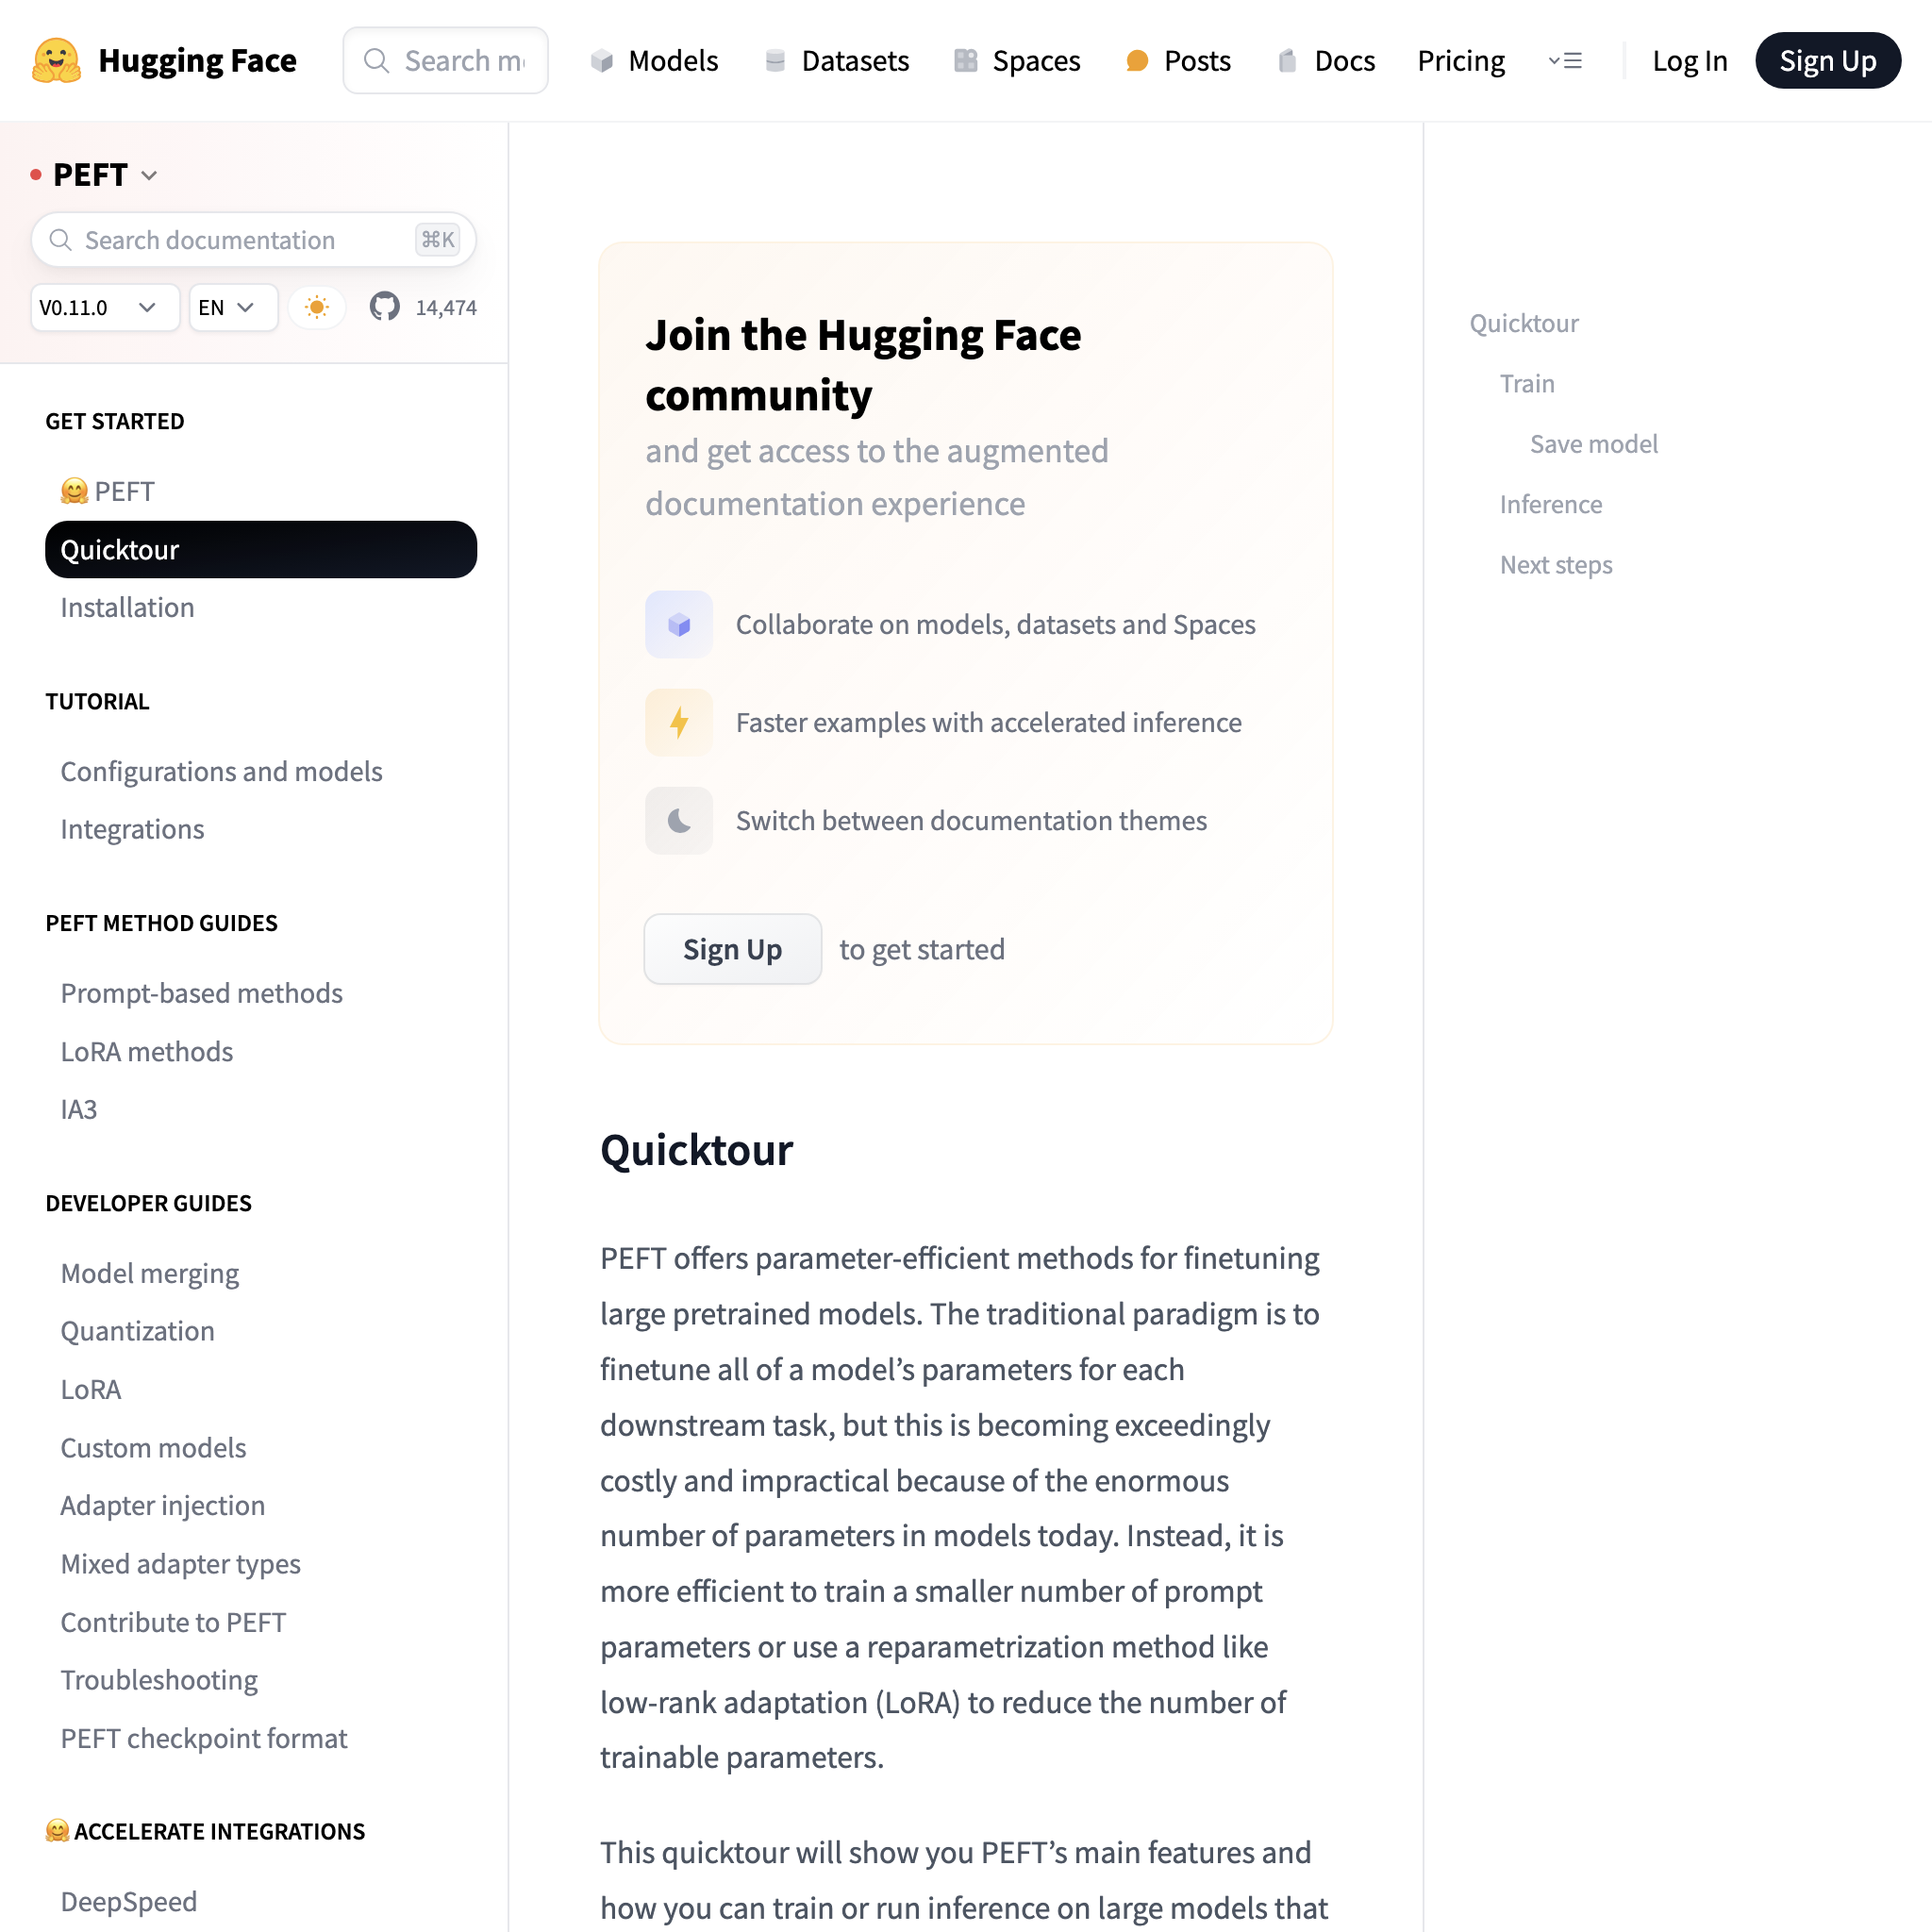 Hugging Face
Search m
Models
Datasets
Spaces
Posts
Docs
Pricing
Log In
Sign Up
PEFT
Search documentation
⌘K
V0.11.0
EN
14,474
GET STARTED
🤗 PEFT
Quicktour
Installation
TUTORIAL
Configurations and models
Integrations
PEFT METHOD GUIDES
Prompt-based methods
LoRA methods
IA3
DEVELOPER GUIDES
Model merging
Quantization
LoRA
Custom models
Adapter injection
Mixed adapter types
Contribute to PEFT
Troubleshooting
PEFT checkpoint format
🤗 ACCELERATE INTEGRATIONS
DeepSpeed
Join the Hugging Face
community
and get access to the augmented
documentation experience
Collaborate on models, datasets and Spaces
Faster examples with accelerated inference
Switch between documentation themes
Sign Up to get started
Quicktour
PEFT offers parameter-efficient methods for finetuning
large pretrained models. The traditional paradigm is to
finetune all of a model’s parameters for each
downstream task, but this is becoming exceedingly
costly and impractical because of the enormous
number of parameters in models today. Instead, it is
more efficient to train a smaller number of prompt
parameters or use a reparametrization method like
low-rank adaptation (LoRA) to reduce the number of
trainable parameters.
This quicktour will show you PEFT’s main features and
how you can train or run inference on large models that
Quicktour
Train
Save model
Inference
Next steps